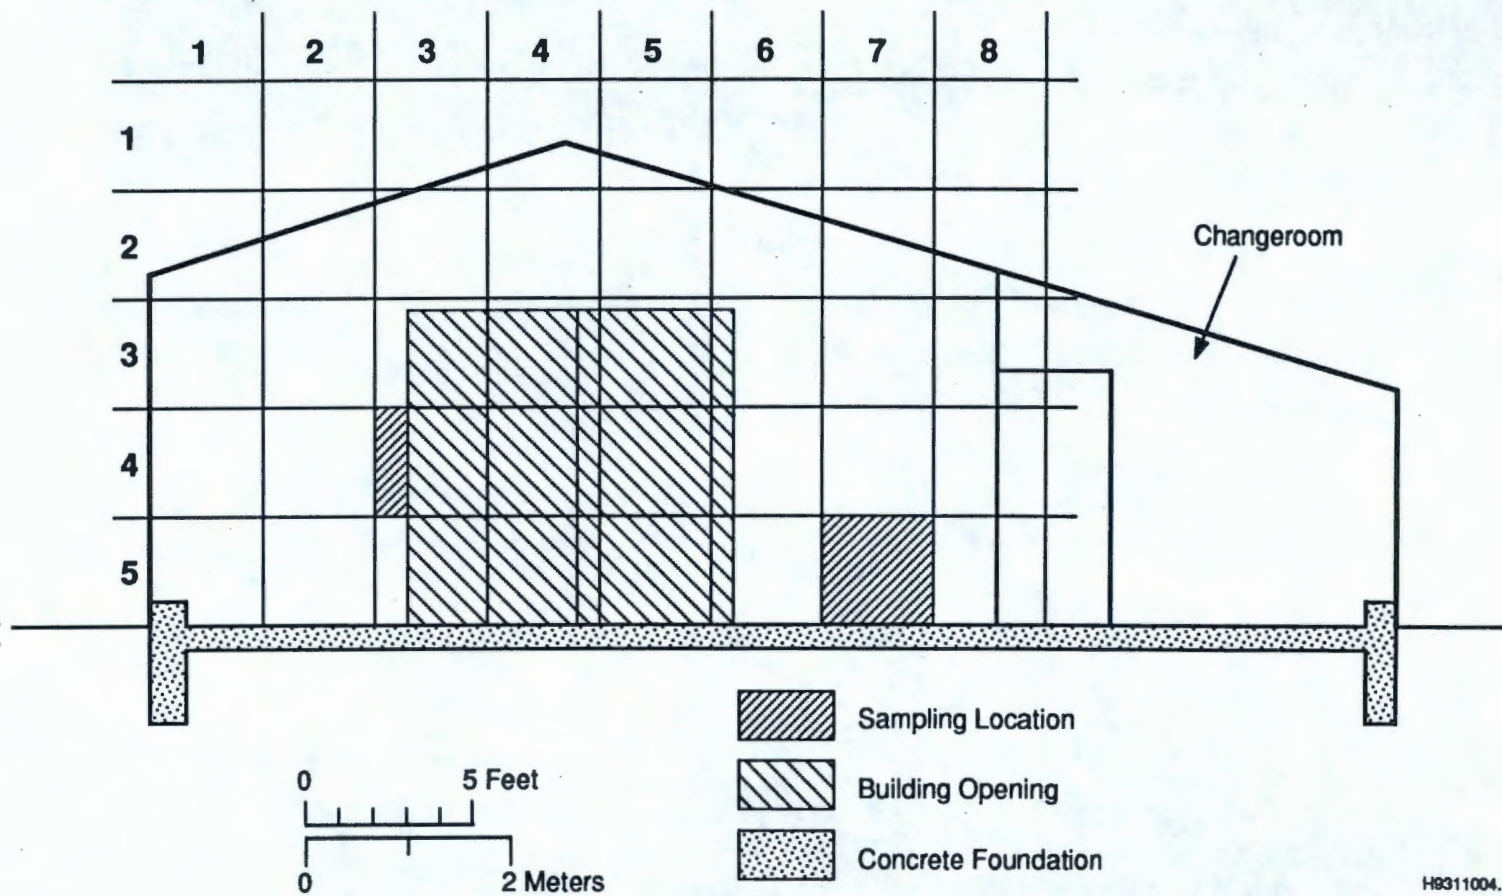 1 2 3 4 5 6 7 8
1
2
Changeroom
3
4
5
Sampling Location
0 5 Feet
Building Opening
Concrete Foundation
0 2 Meters
H9311004.